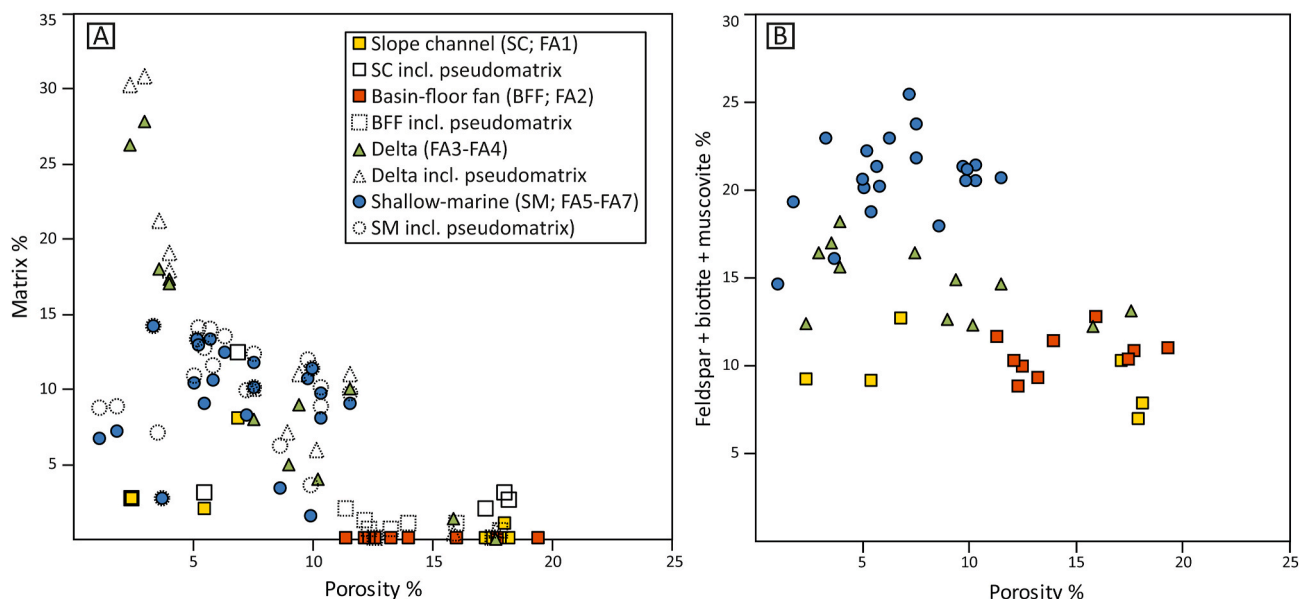 A
Slope channel (SC; FA1)
SC incl. pseudomatrix
Basin-floor fan (BFF; FA2)
BFF incl. pseudomatrix
Delta (FA3-FA4)
Delta incl. pseudomatrix
Shallow-marine (SM; FA5-FA7)
SM incl. pseudomatrix)
Matrix %
35
30
25
20
15
10
5
5
10
15
20
25
Porosity %
B
Feldspar + biotite + muscovite %
30
25
20
15
10
5
5
10
15
20
25
Porosity %